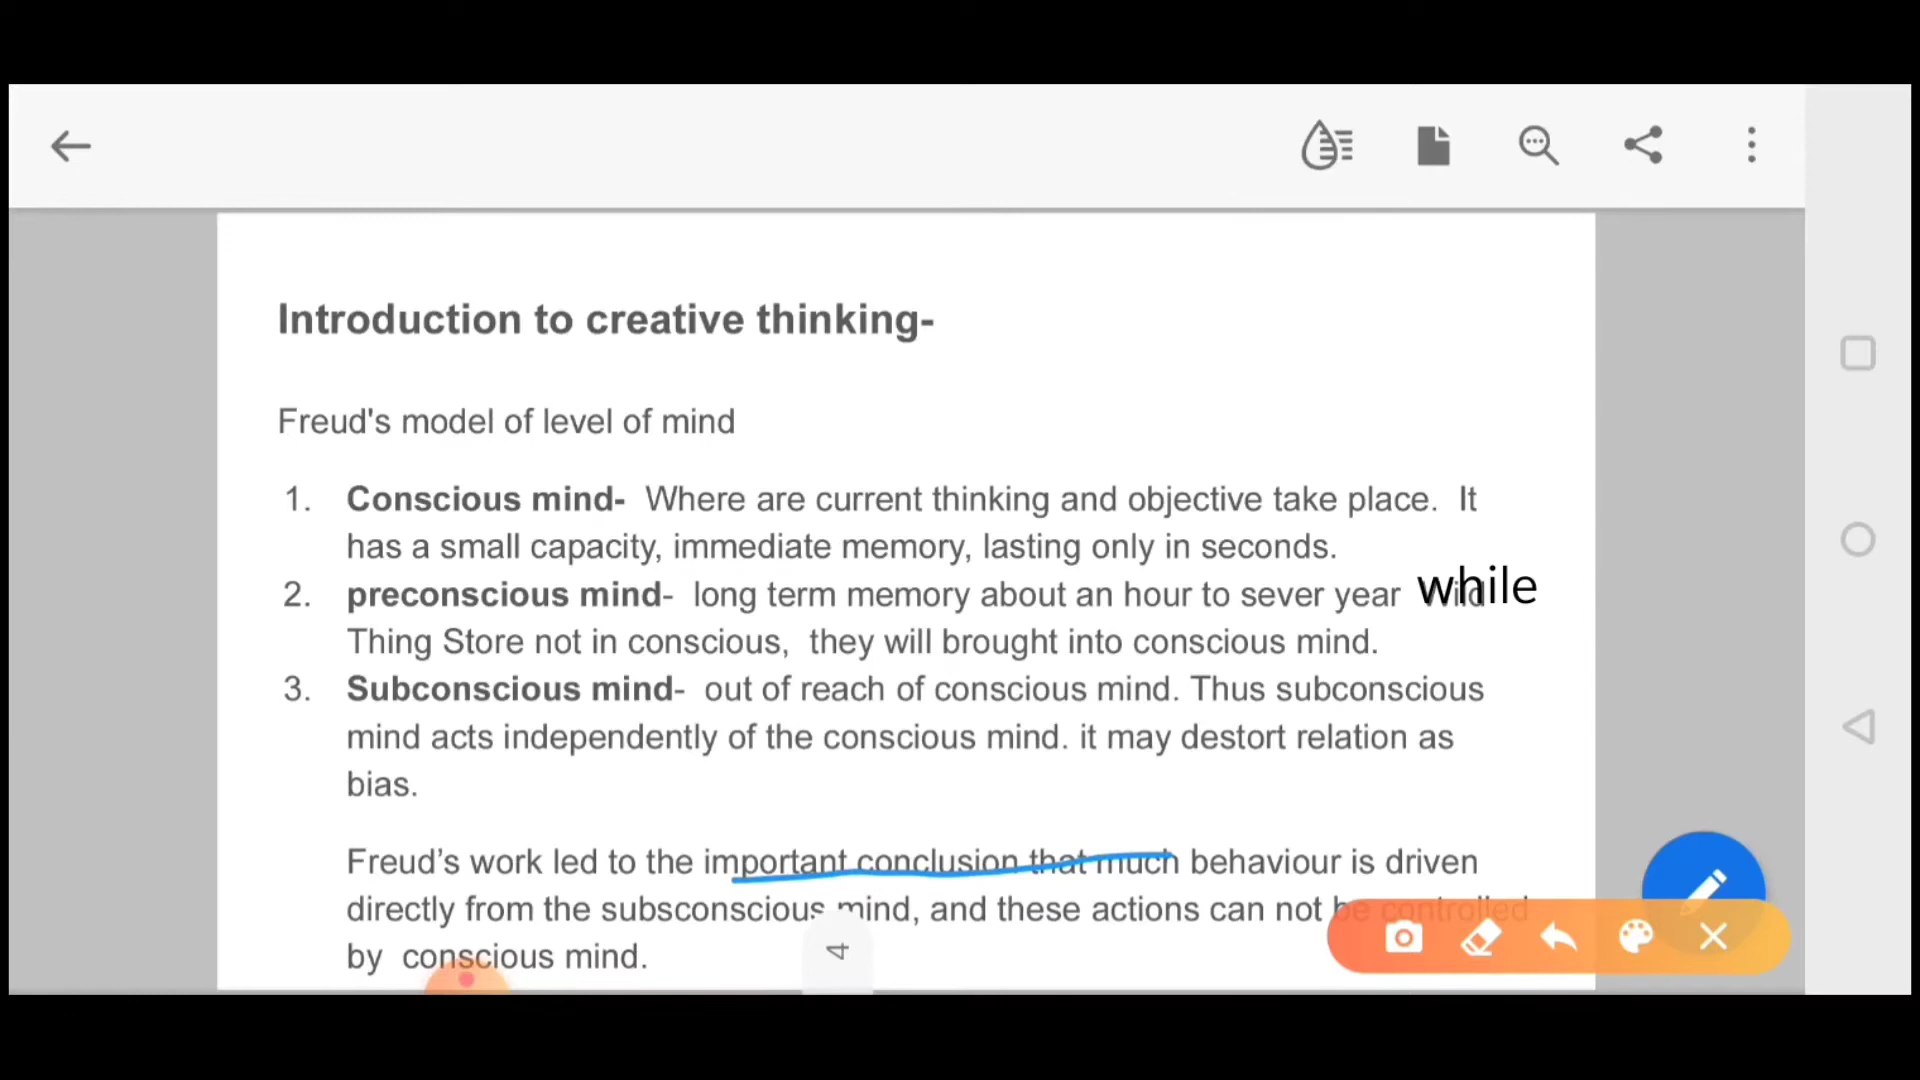 Introduction to creative thinking-
Freud's model of level of mind
1. Conscious mind- Where are current thinking and objective take place. It
has a small capacity, immediate memory, lasting only in seconds.
2. preconscious mind- long term memory about an hour to sever year while
Thing Store not in conscious, they will brought into conscious mind.
3. Subconscious mind- out of reach of conscious mind. Thus subconscious
mind acts independently of the conscious mind. it may destort relation as
bias.
Freud’s work led to the important conclusion that much behaviour is driven
directly from the subsconscious mind, and these actions can not be controlled
by conscious mind.
4